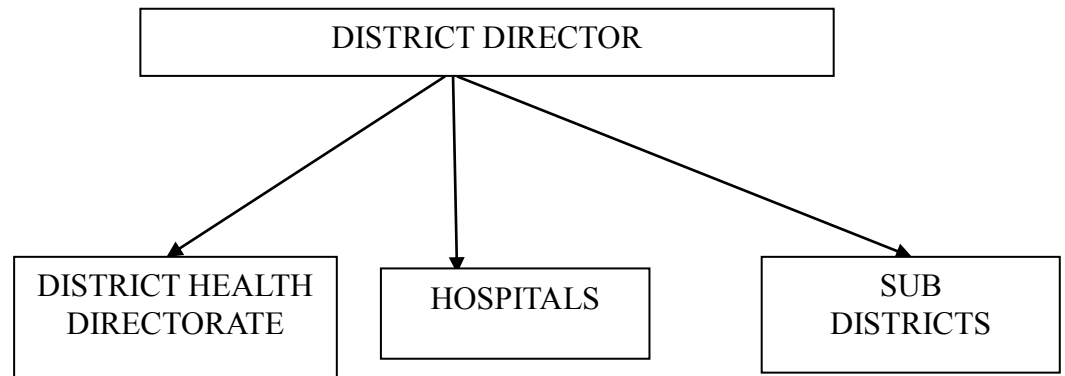 DISTRICT DIRECTOR
DISTRICT HEALTH
DIRECTORATE
HOSPITALS
SUB
DISTRICTS